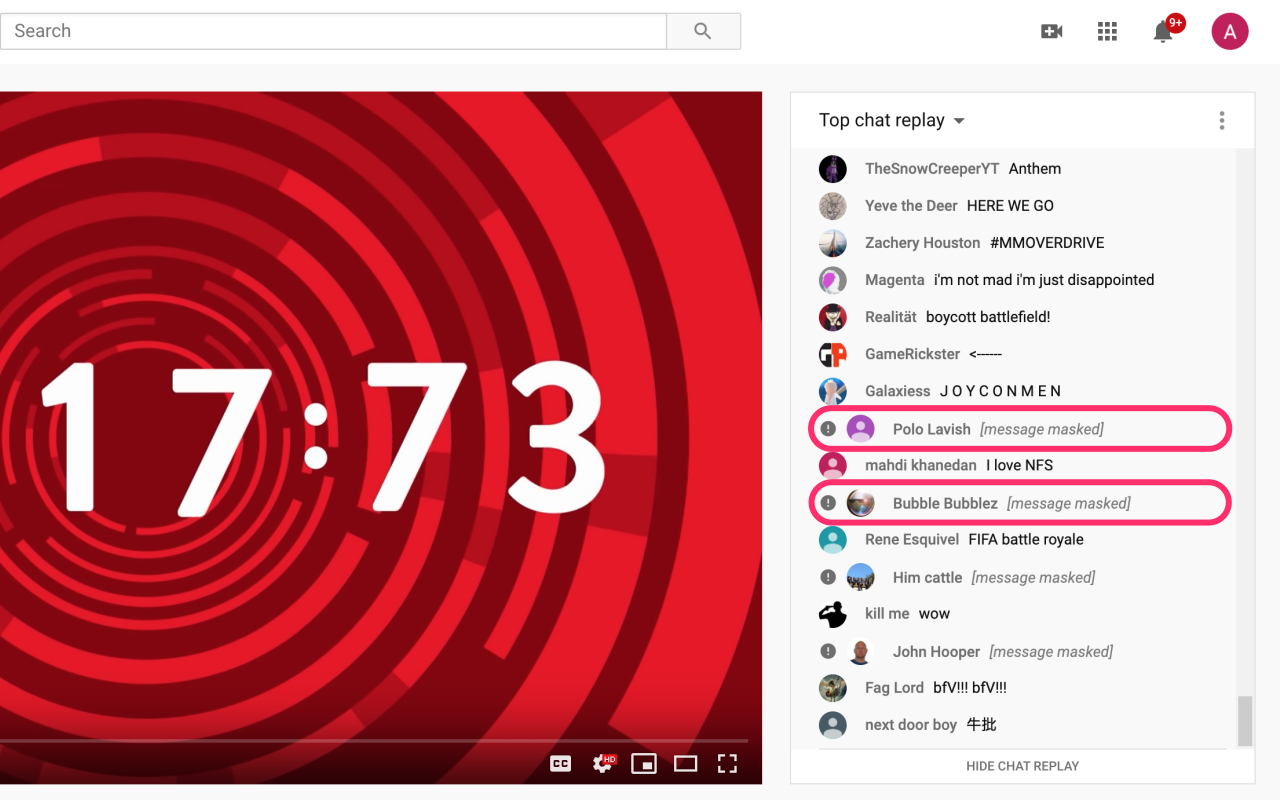 Search
9+
A
17:73
HD
CC
Top chat replay
TheSnowCreeperYT Anthem
Yeve the Deer HERE WE GO
Zachery Houston #MMOVERDRIVE
Magenta i'm not mad i'm just disappointed
Realität boycott battlefield!
GameRickster <------
Galaxiess J O Y C O N M E N
Polo Lavish [message masked]
mahdi khanedan I love NFS
Bubble Bubblez [message masked]
Rene Esquivel FIFA battle royale
Him cattle [message masked]
kill me wow
John Hooper [message masked]
Fag Lord bfV!!! bfV!!!
next door boy 牛批
HIDE CHAT REPLAY